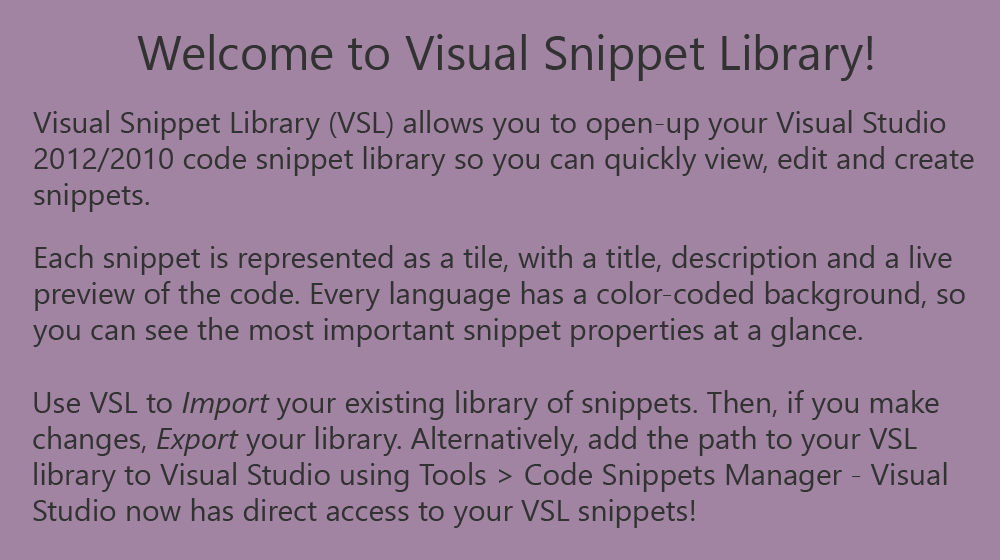 Welcome to Visual Snippet Library!
Visual Snippet Library (VSL) allows you to open-up your Visual Studio
2012/2010 code snippet library so you can quickly view, edit and create
snippets.
Each snippet is represented as a tile, with a title, description and a live
preview of the code. Every language has a color-coded background, so
you can see the most important snippet properties at a glance.
Use VSL to Import your existing library of snippets. Then, if you make
changes, Export your library. Alternatively, add the path to your VSL
library to Visual Studio using Tools > Code Snippets Manager - Visual
Studio now has direct access to your VSL snippets!